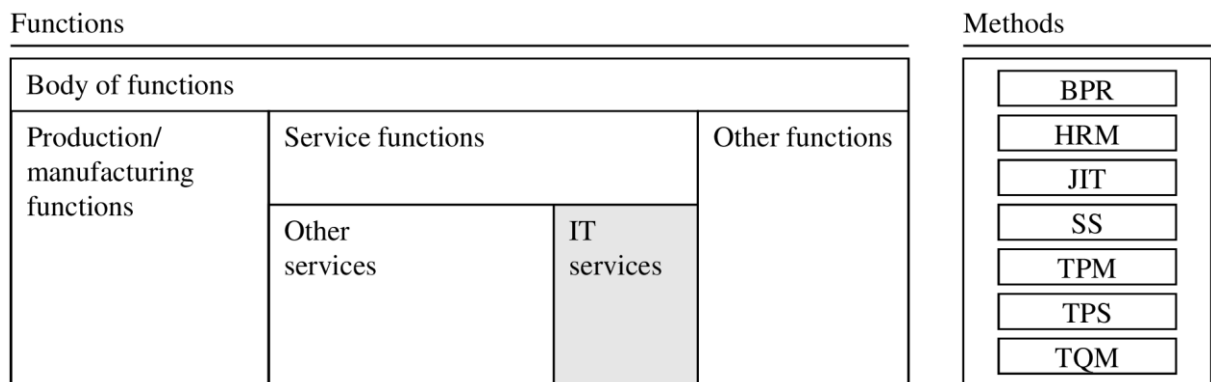 Functions
Methods
Body of functions
Production/
manufacturing
functions
Service functions
Other functions
Other
services
IT
services
BPR
HRM
JIT
SS
TPM
TPS
TQM